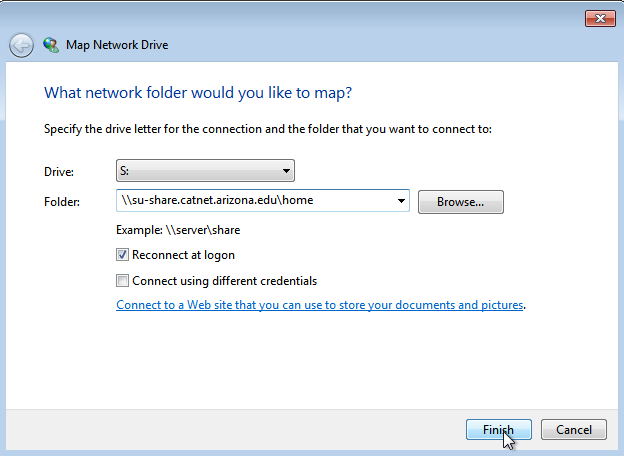 Map Network Drive
What network folder would you like to map?
Specify the drive letter for the connection and the folder that you want to connect to:
Drive: S:
Folder: \\su-share.catnet.arizona.edu\home Browse...
Example: \\server\share
Reconnect at logon
Connect using different credentials
Connect to a Web site that you can use to store your documents and pictures.
Finish Cancel